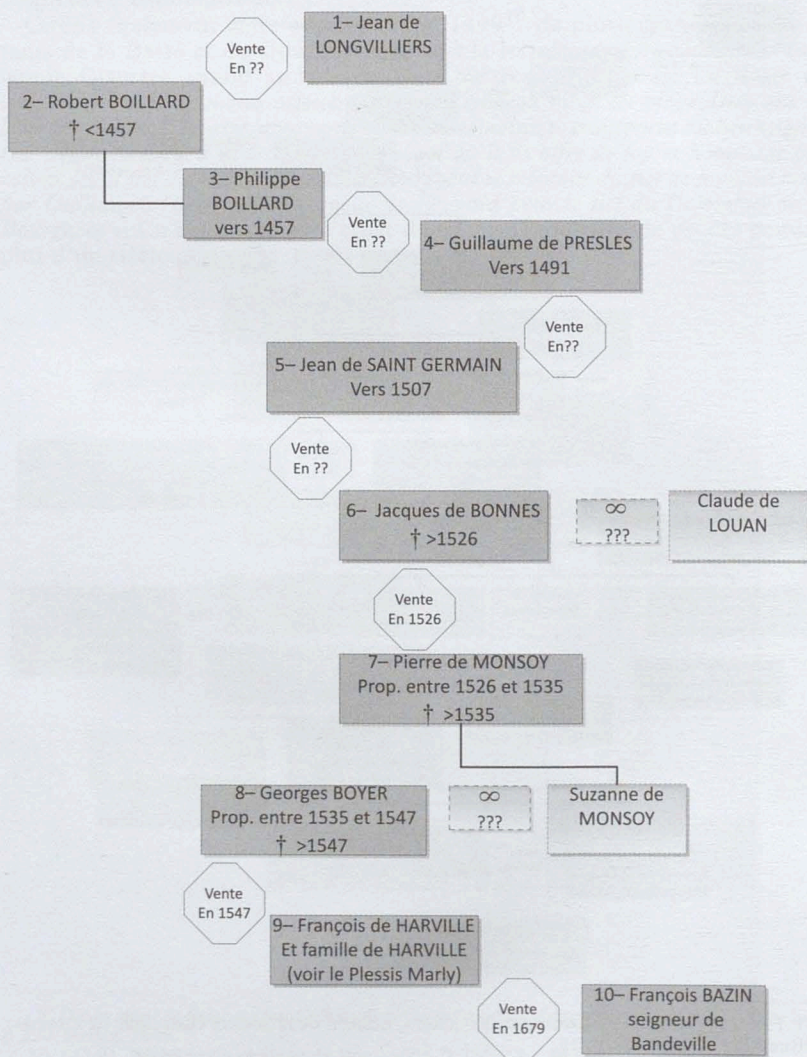 1– Jean de
LONGVILLIERS
Vente
En ??
2– Robert BOILLARD
† <1457
3– Philippe
BOILLARD
vers 1457
Vente
En ??
4– Guillaume de PRESLES
Vers 1491
Vente
En??
5– Jean de SAINT GERMAIN
Vers 1507
Vente
En ??
6– Jacques de BONNES
† >1526
∞
???
Claude de
LOUAN
Vente
En 1526
7– Pierre de MONSOY
Prop. entre 1526 et 1535
† >1535
8– Georges BOYER
Prop. entre 1535 et 1547
† >1547
∞
???
Suzanne de
MONSOY
Vente
En 1547
9– François de HARVILLE
Et famille de HARVILLE
(voir le Plessis Marly)
Vente
En 1679
10– François BAZIN
seigneur de
Bandeville